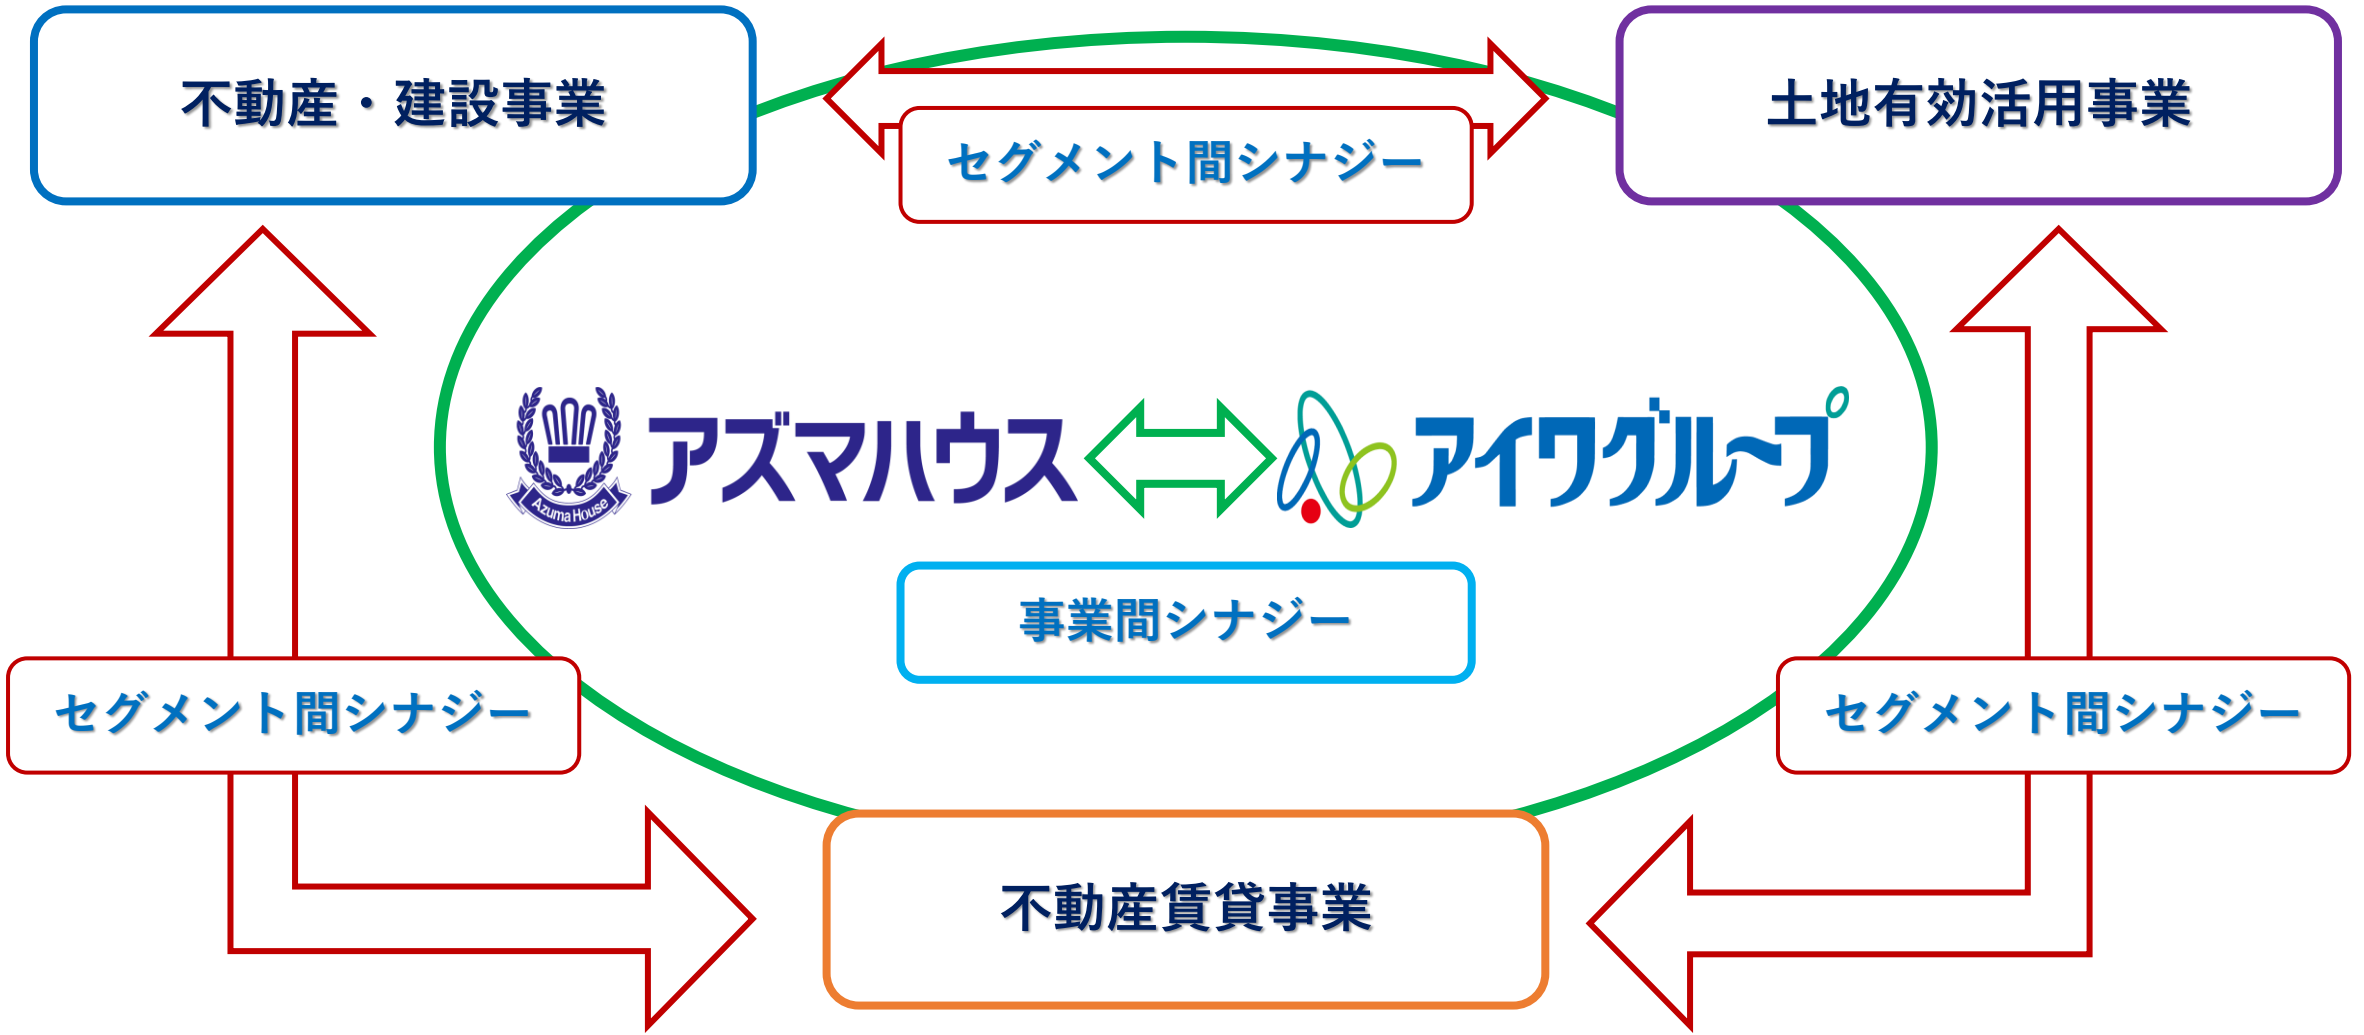 不動産・建設事業
土地有効活用事業
セグメント間シナジー
アズマハウス
Azuma House
アイワグループ
事業間シナジー
セグメント間シナジー
セグメント間シナジー
不動産賃貸事業